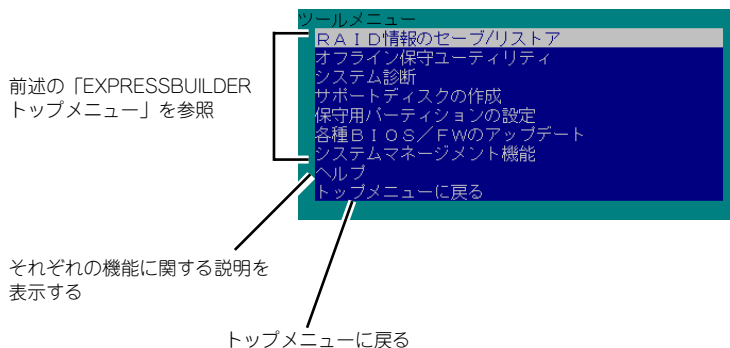 ツールメニュー
ＲＡＩＤ情報のセーブ/リストア
オフライン保守ユーティリティ
システム診断
サポートディスクの作成
保守用パーティションの設定
各種ＢＩＯＳ／ＦＷのアップデート
システムマネージメント機能
ヘルプ
トップメニューに戻る
前述の「EXPRESSBUILDER
トップメニュー」を参照
それぞれの機能に関する説明を
表示する
トップメニューに戻る